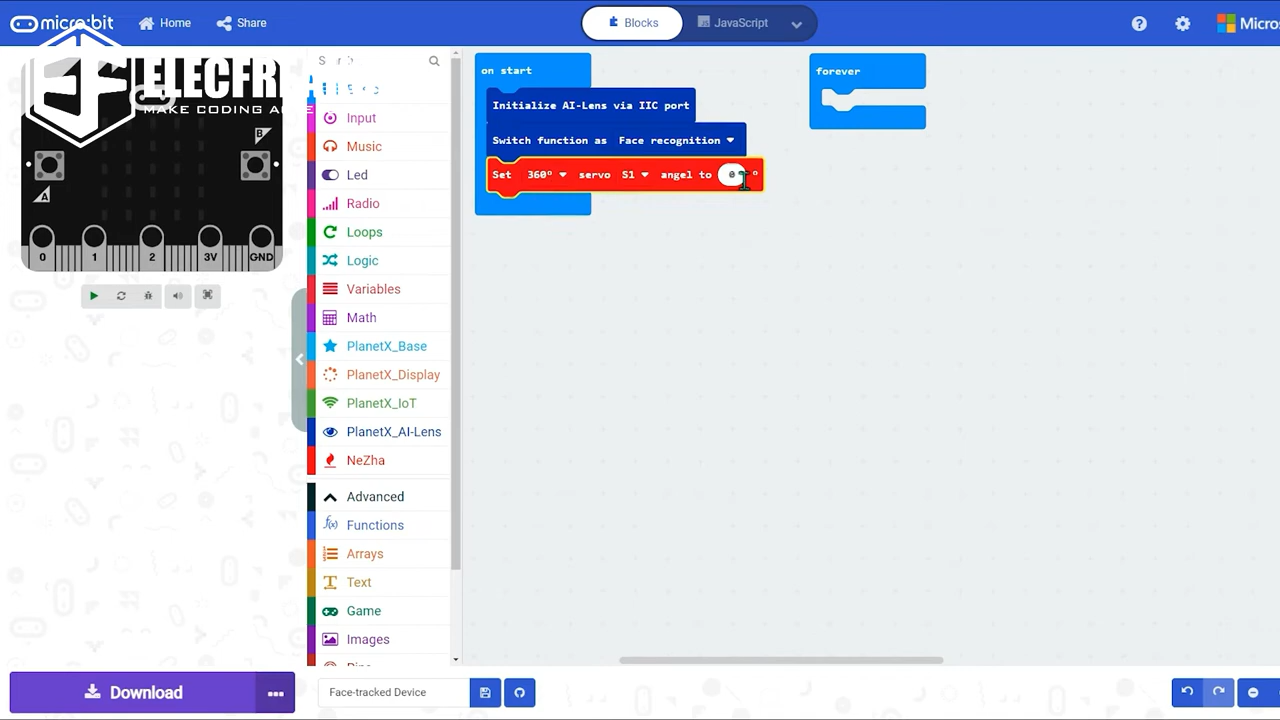 micro:bit
Home
Share
Blocks
JavaScript
Micro
ELECFR
MAKE CODING
B
A
0
1
2
3V
GND
Input
Music
Led
Radio
Loops
Logic
Variables
Math
PlanetX_Base
PlanetX_Display
PlanetX_IoT
PlanetX_AI-Lens
NeZha
Advanced
Functions
Arrays
Text
Game
Images
on start
Initialize AI-Lens via IIC port
Switch function as Face recognition
Set 360° servo S1 angel to 0 °
forever
Download
Face-tracked Device